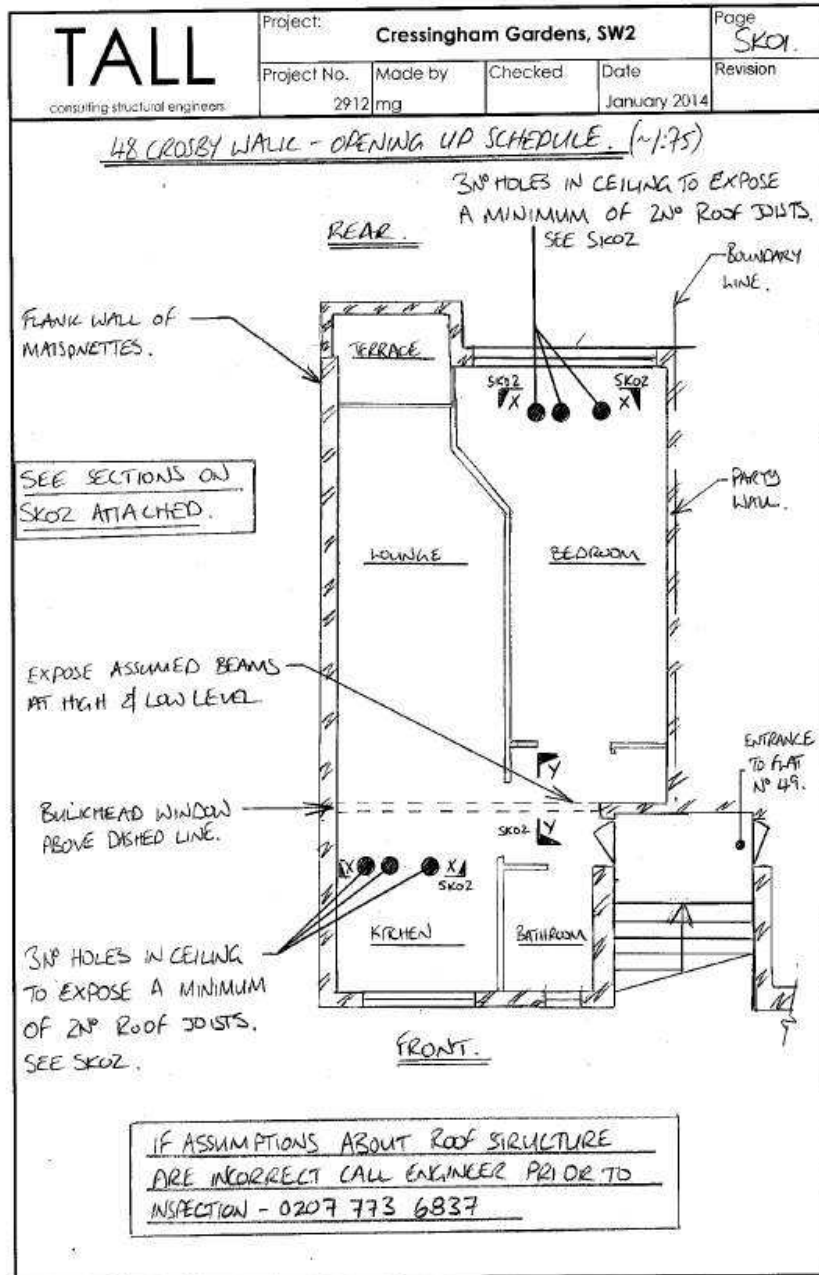 TALL
consulting structural engineers
Project:
Cressingham Gardens, SW2
Page
SK01.
Project No.
2912
Made by
mg
Checked
Date
January 2014
Revision
48 CROSBY WALK - OPENING UP SCHEDULE. (~1:75)
3Nº HOLES IN CEILING TO EXPOSE
A MINIMUM OF 2Nº ROOF JOISTS.
SEE SK02
REAR.
BOUNDARY
LINE.
FLANK WALL OF
MAISONETTES.
TERRACE
SK02
X
SK02
X
SEE SECTIONS ON
SK02 ATTACHED.
PARTY
WALL.
LOUNGE
BEDROOM
EXPOSE ASSUMED BEAMS
AT HIGH & LOW LEVEL.
Y
ENTRANCE
TO FLAT
Nº 49.
BULKHEAD WINDOW
ABOVE DASHED LINE.
SK02
Y
X
X
SK02
KITCHEN
BATHROOM
3Nº HOLES IN CEILING
TO EXPOSE A MINIMUM
OF 2Nº ROOF JOISTS.
SEE SK02.
FRONT.
IF ASSUMPTIONS ABOUT ROOF STRUCTURE
ARE INCORRECT CALL ENGINEER PRIOR TO
INSPECTION - 0207 773 6837